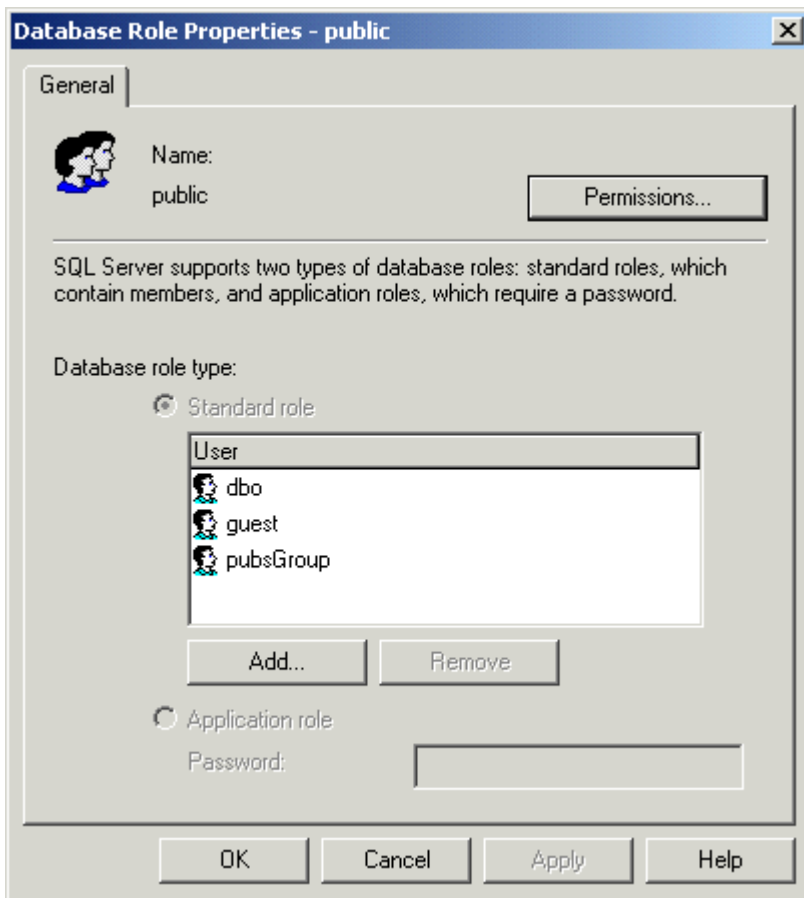 Database Role Properties - public
General
Name:
public
Permissions...
SQL Server supports two types of database roles: standard roles, which
contain members, and application roles, which require a password.
Database role type:
Standard role
User
dbo
guest
pubsGroup
Add...
Remove
Application role
Password:
OK
Cancel
Apply
Help